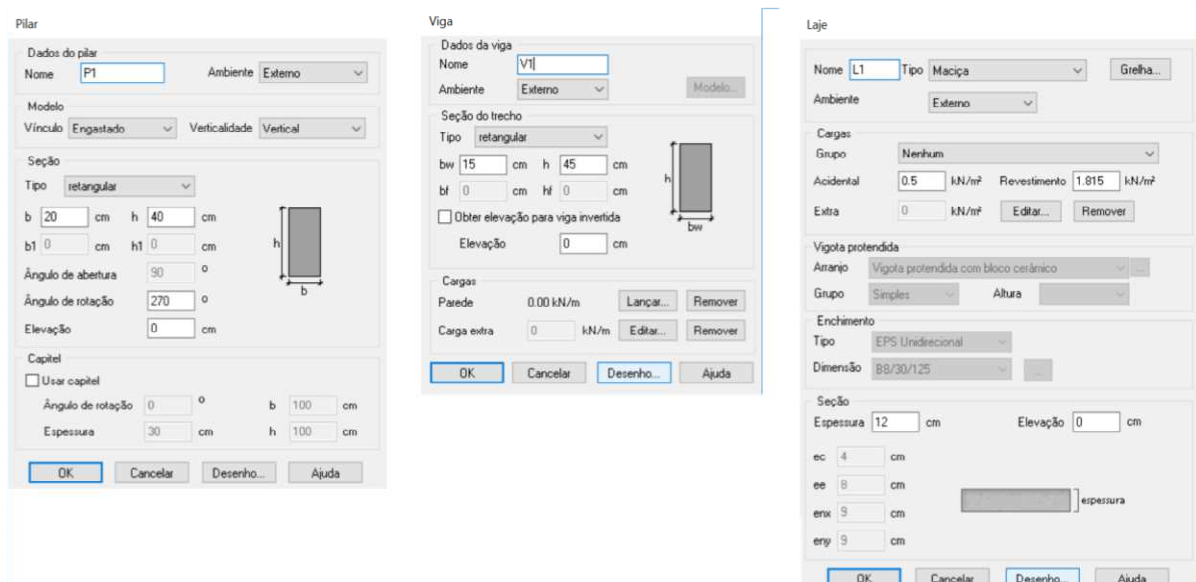 Pilar
Dados do pilar
Nome P1 Ambiente Externo
Modelo
Vínculo Engastado Verticalidade Vertical
Seção
Tipo retangular
b 20 cm h 40 cm
b1 0 cm h1 0 cm
Ângulo de abertura 90 °
Ângulo de rotação 270 °
Elevação 0 cm
h
b
Capitel
Usar capitel
Ângulo de rotação 0 ° b 100 cm
Espessura 30 cm h 100 cm
OK Cancelar Desenho... Ajuda
Viga
Dados da viga
Nome V1
Ambiente Externo Modelo...
Seção do trecho
Tipo retangular
bw 15 cm h 45 cm
bf 0 cm hf 0 cm
Obter elevação para viga invertida
Elevação 0 cm
h
bw
Cargas
Parede 0.00 kN/m Lançar... Remover
Carga extra 0 kN/m Editar... Remover
OK Cancelar Desenho... Ajuda
Laje
Nome L1 Tipo Maciça Grelha...
Ambiente Externo
Cargas
Grupo Nenhum
Acidental 0.5 kN/m² Revestimento 1.815 kN/m²
Extra 0 kN/m² Editar... Remover
Vigota protendida
Arranjo Vigota protendida com bloco cerâmico ...
Grupo Simples Altura
Enchimento
Tipo EPS Unidirecional
Dimensão B8/30/125 ...
Seção
Espessura 12 cm Elevação 0 cm
ec 4 cm
ee 8 cm
enx 9 cm
eny 9 cm
espessura
OK Cancelar Desenho... Ajuda